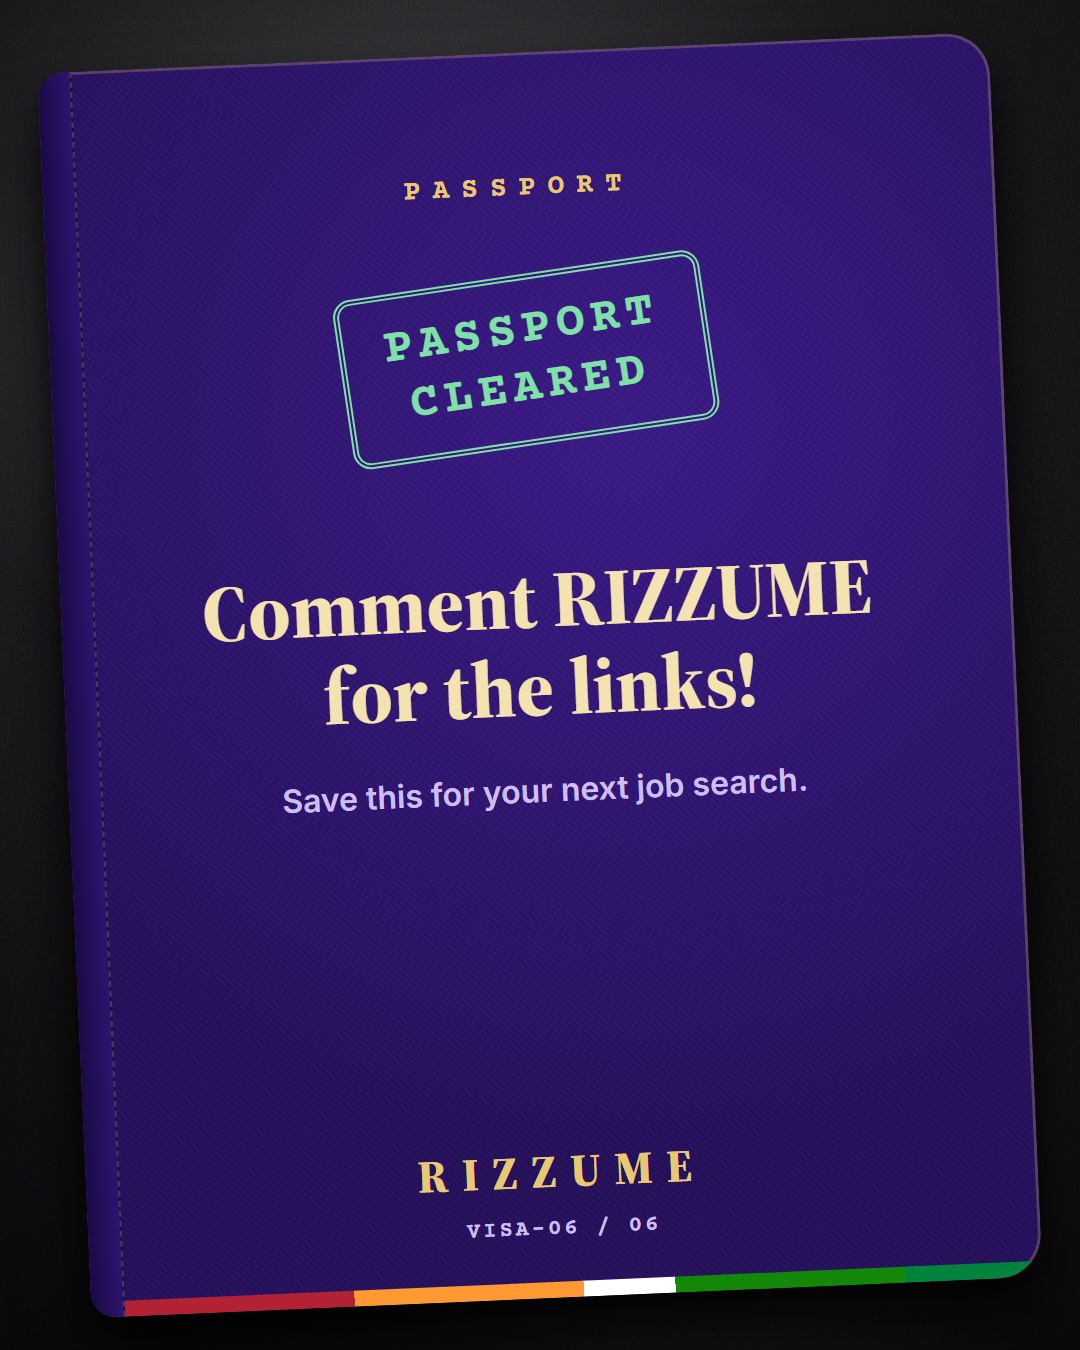 PASSPORT
PASSPORT
CLEARED
Comment RIZZUME
for the links!
Save this for your next job search.
RIZZUME
VISA-06 / 06